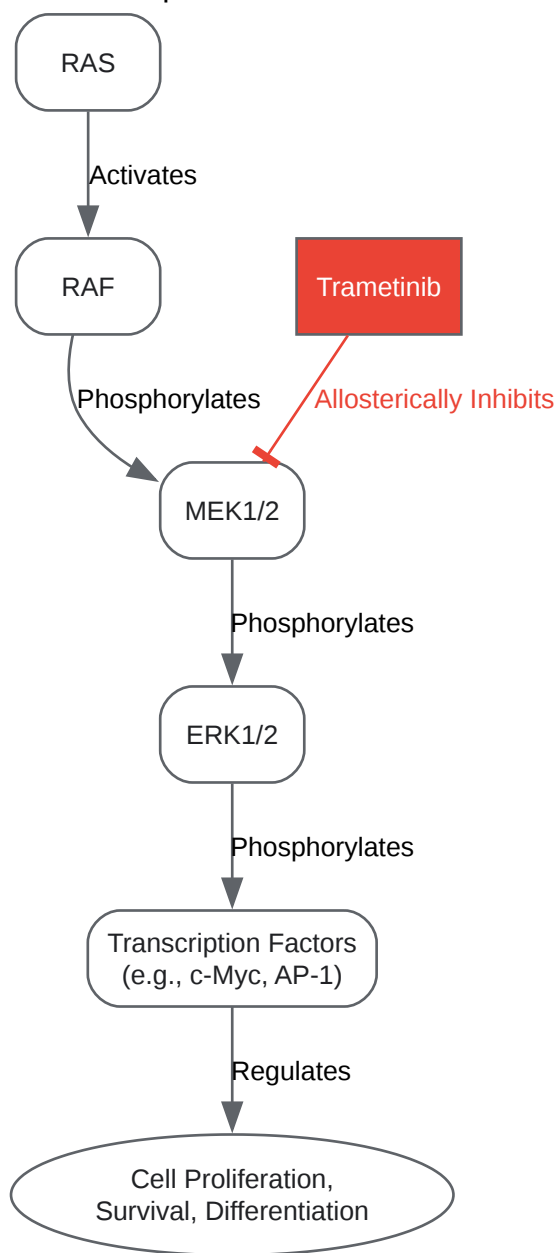 RAS
Activates
RAF
Trametinib
Phosphorylates
Allosterically Inhibits
MEK1/2
Phosphorylates
ERK1/2
Phosphorylates
Transcription Factors
(e.g., c-Myc, AP-1)
Regulates
Cell Proliferation,
Survival, Differentiation